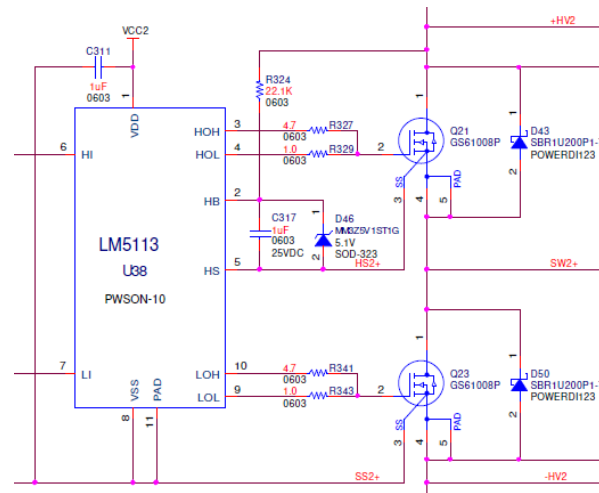 VCC2
+HV2
C311
1uF
0603
R324
22.1K
0603
1
VDD
1
1
D43
SBR1U200P1-
POWERDI123
2
6
HI
HOH
3
4.7
0603
R327
HOL
4
1.0
0603
R329
2
Q21
GS61008P
SS
3
4
5
PAD
HB
2
C317
1uF
0603
25VDC
1
D46
MM3Z5V1ST1G
5.1V
SOD-323
2
LM5113
U38
PWSON-10
HS
5
HS2+
SW2+
7
LI
LOH
10
4.7
0603
R341
LOL
9
1.0
0603
R343
2
1
Q23
GS61008P
1
D50
SBR1U200P1-
POWERDI123
2
SS
3
4
5
PAD
VSS
PAD
8
11
SS2+
-HV2